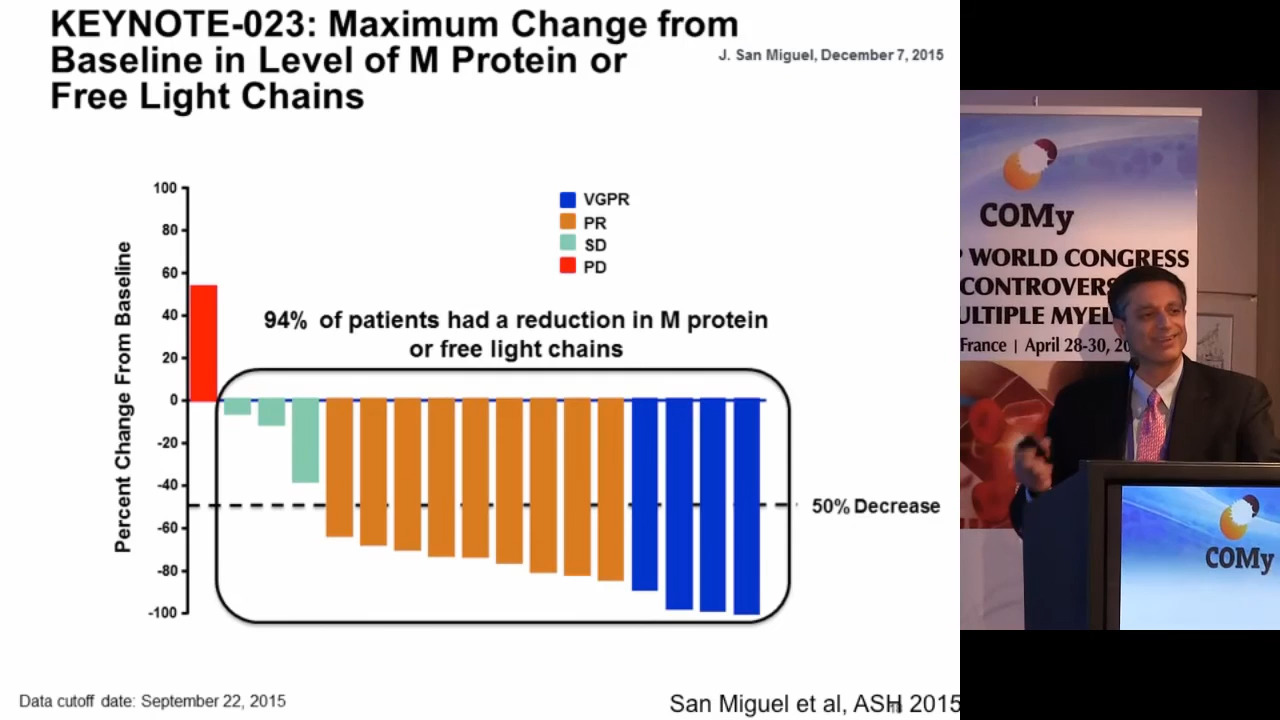 KEYNOTE-023: Maximum Change from
Baseline in Level of M Protein or
Free Light Chains
J. San Miguel, December 7, 2015
Percent Change From Baseline
100
80
60
40
20
0
-20
-40
-60
-80
-100
VGPR
PR
SD
PD
94% of patients had a reduction in M protein
or free light chains
50% Decrease
Data cutoff date: September 22, 2015
San Miguel et al, ASH 2015
COMy
WORLD CONGRESS
France | April 28-30,
COMy